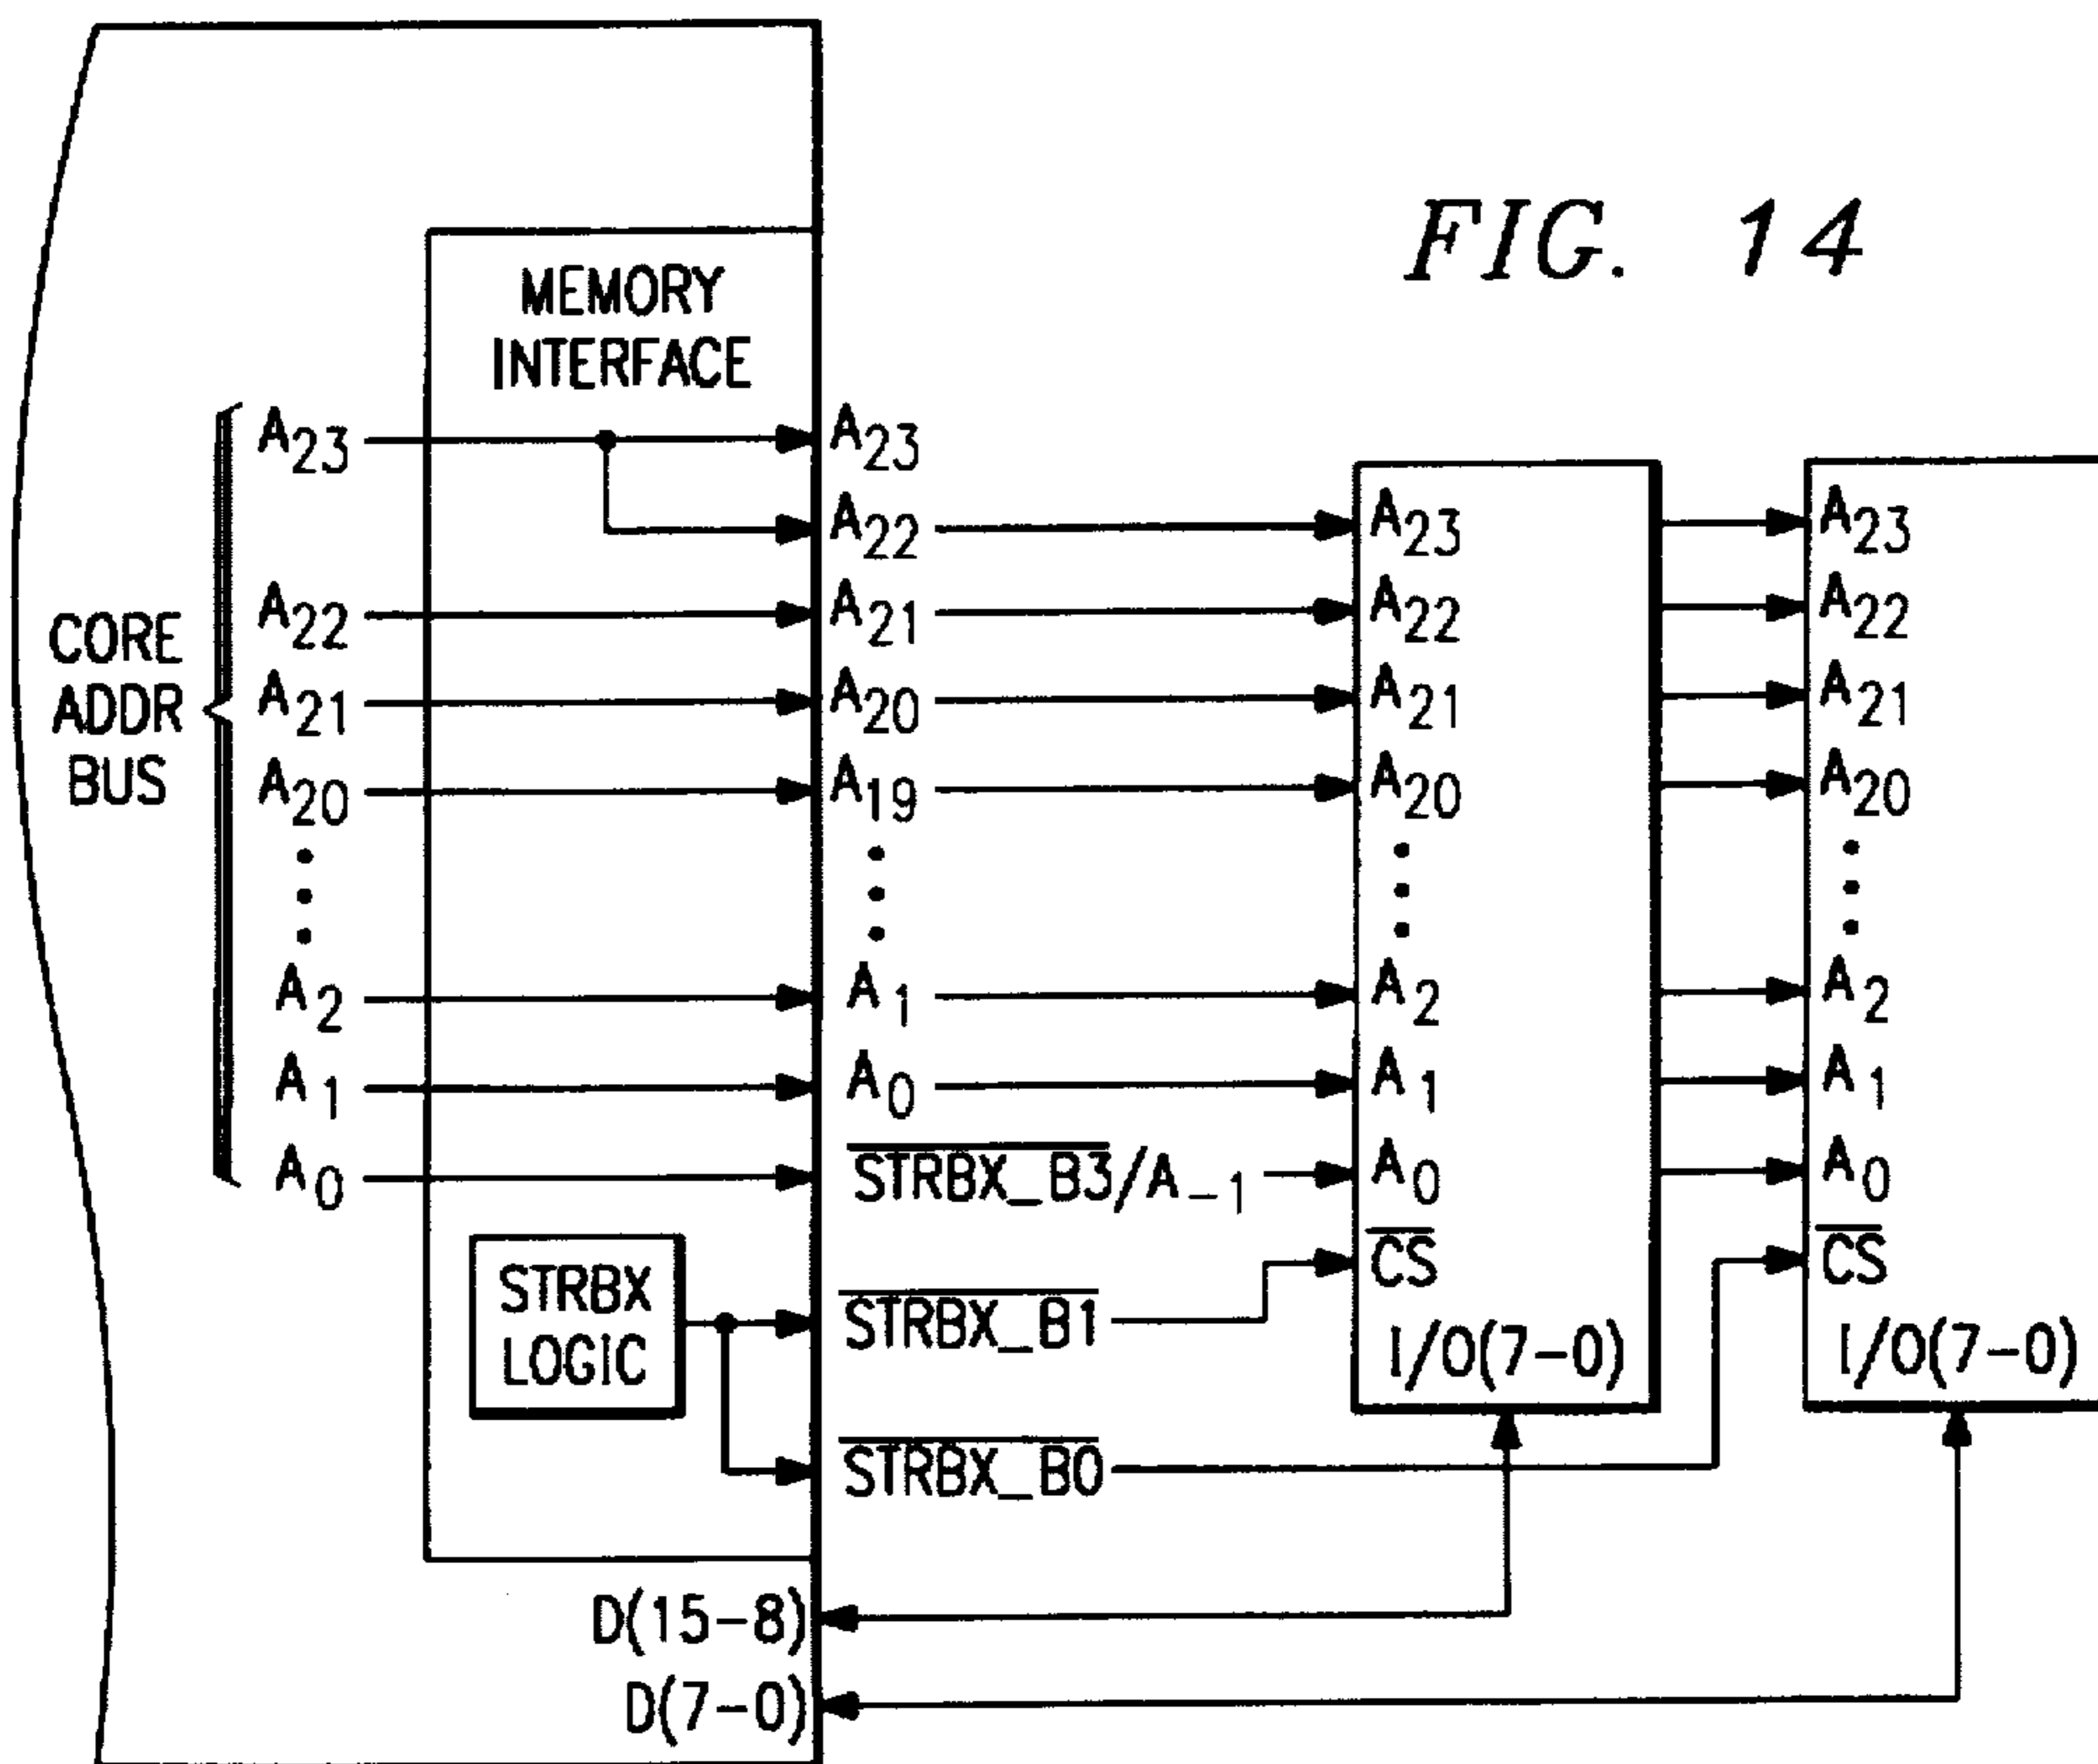 FIG. 14
MEMORY
INTERFACE
CORE
ADDR
BUS
A23
A22
A21
A20
A2
A1
A0
STRBX
LOGIC
A23
A22
A21
A20
A19
A1
A0
STRBX_B3/A-1
STRBX_B1
STRBX_B0
D(15-8)
D(7-0)
A23
A22
A21
A20
A2
A1
A0
CS
I/O(7-0)
A23
A22
A21
A20
A2
A1
A0
CS
I/O(7-0)